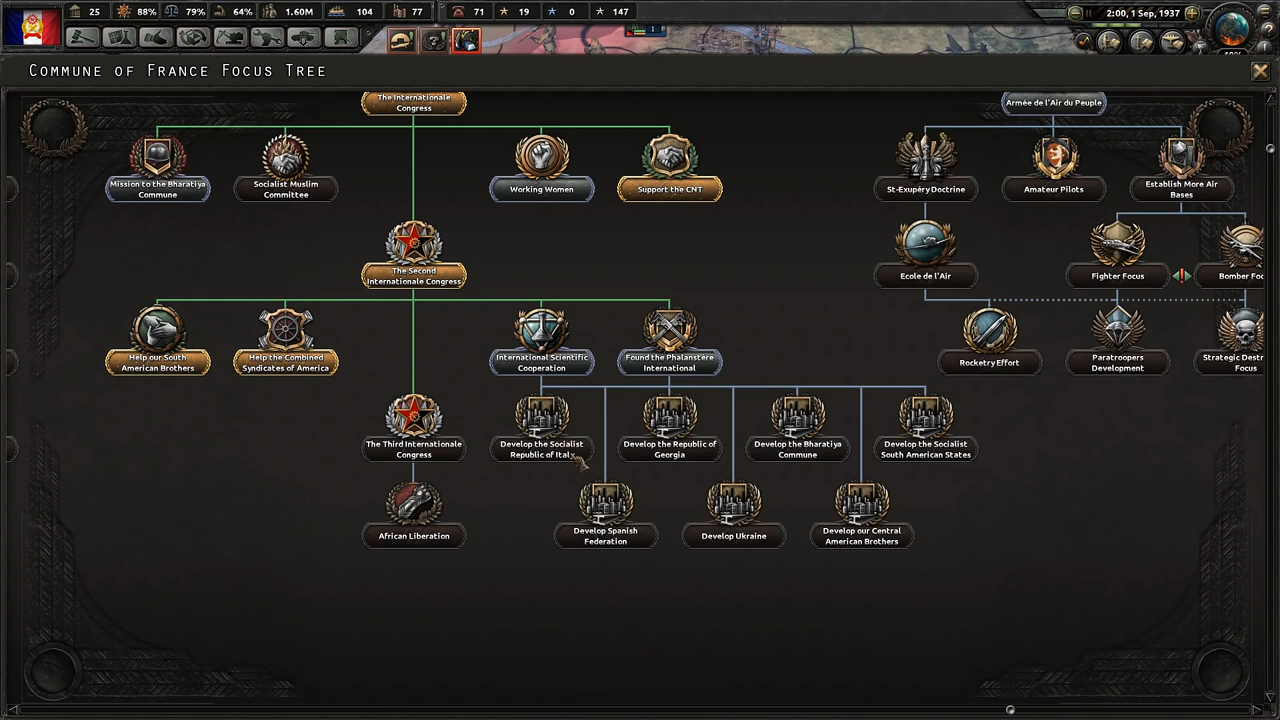 25
88%
79%
64%
1.60M
104
77
71
19
0
147
2:00, 1 Sep, 1937
Commune of France Focus Tree
The Internationale
Congress
Armée de l'Air du Peuple
Mission to the Bharatiya
Commune
Socialist Muslim
Committee
Working Women
Support the CNT
St-Exupéry Doctrine
Amateur Pilots
Establish More Air
Bases
The Second
Internationale Congress
Ecole de l'Air
Fighter Focus
Bomber Foc
Help our South
American Brothers
Help the Combined
Syndicates of America
International Scientific
Cooperation
Found the Phalanstere
International
Rocketry Effort
Paratroopers
Development
Strategic Destr
Focus
The Third Internationale
Congress
Develop the Socialist
Republic of Italy
Develop the Republic of
Georgia
Develop the Bharatiya
Commune
Develop the Socialist
South American States
African Liberation
Develop Spanish
Federation
Develop Ukraine
Develop our Central
American Brothers